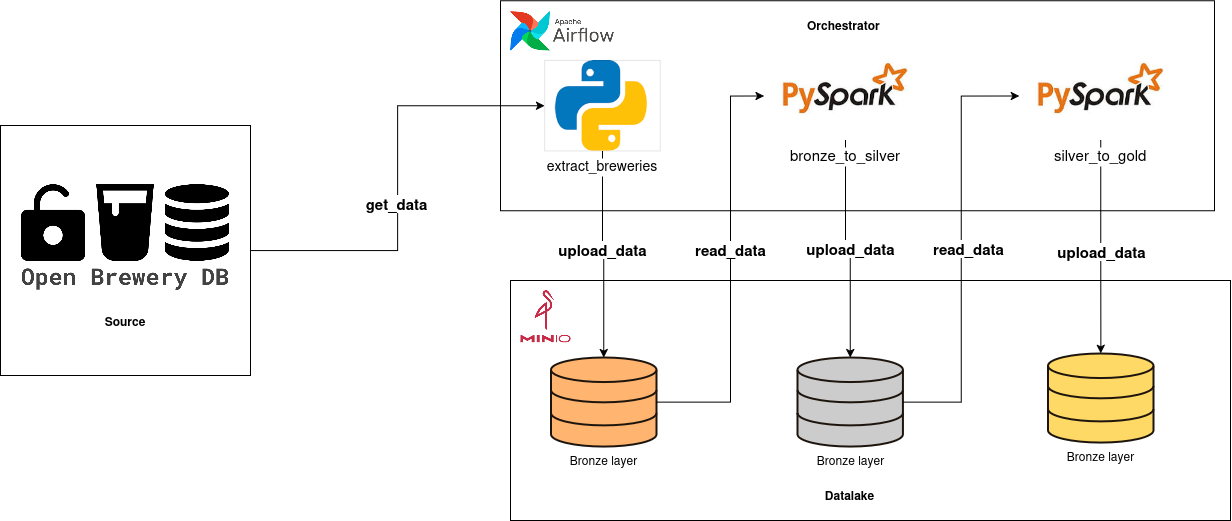 Apache
Airflow
Orchestrator
PySpark
PySpark
extract_breweries
bronze_to_silver
silver_to_gold
get_data
Open Brewery DB
Source
upload_data
read_data
upload_data
read_data
upload_data
MINIO
Bronze layer
Bronze layer
Bronze layer
Datalake